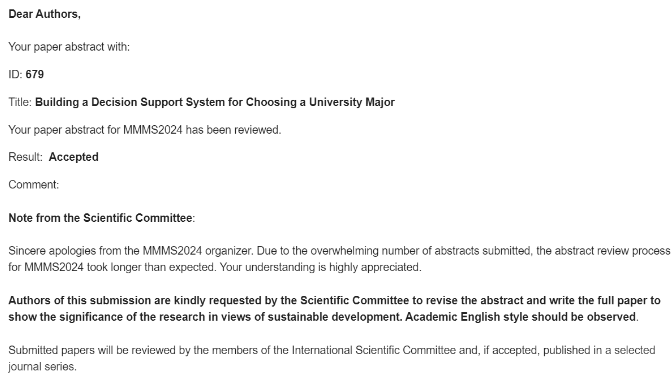 Dear Authors,
Your paper abstract with:
ID: 679
Title: Building a Decision Support System for Choosing a University Major
Your paper abstract for MMMS2024 has been reviewed.
Result: Accepted
Comment:
Note from the Scientific Committee:
Sincere apologies from the MMMS2024 organizer. Due to the overwhelming number of abstracts submitted, the abstract review process
for MMMS2024 took longer than expected. Your understanding is highly appreciated.
Authors of this submission are kindly requested by the Scientific Committee to revise the abstract and write the full paper to
show the significance of the research in views of sustainable development. Academic English style should be observed.
Submitted papers will be reviewed by the members of the International Scientific Committee and, if accepted, published in a selected
journal series.